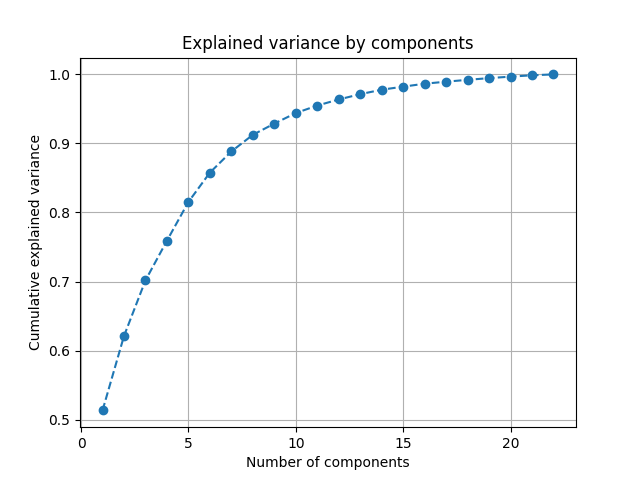 Explained variance by components
Cumulative explained variance
1.0
0.9
0.8
0.7
0.6
0.5
0 5 10 15 20
Number of components